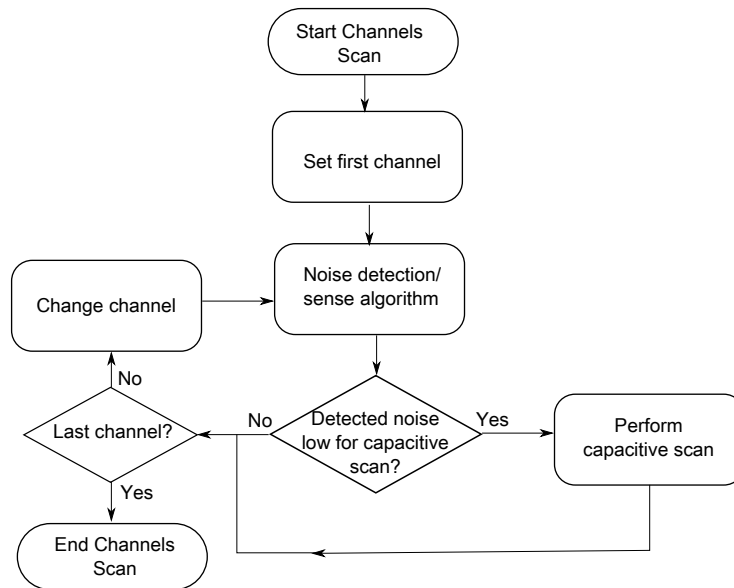 Start Channels
Scan
Set first channel
Noise detection/
sense algorithm
Change channel
No
Last channel?
No
Detected noise
low for capacitive
scan?
Yes
Perform
capacitive scan
Yes
End Channels
Scan